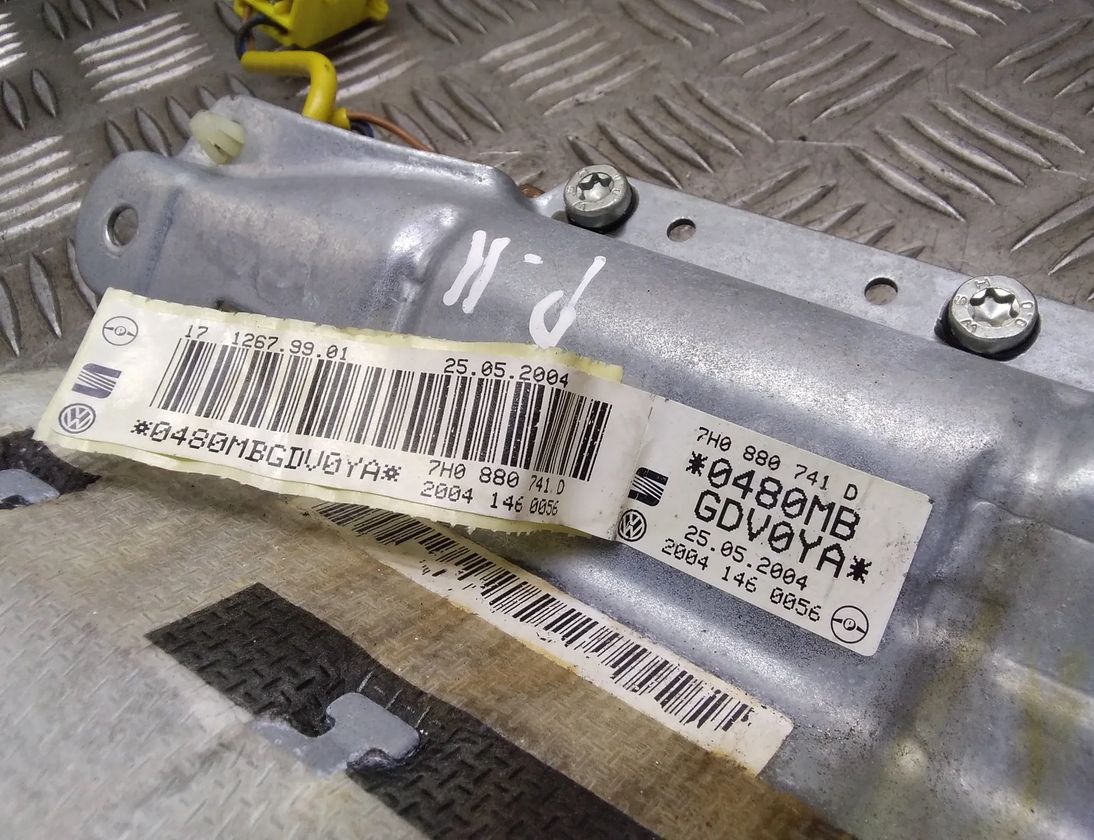 P-N
17 1267.99.01
25.05.2004
*0480MBGDV0YA*
7H0 880 741 D
2004 146 0056
7H0 880 741 D
*0480MB
GDV0YA*
25.05.2004
2004 146 0056